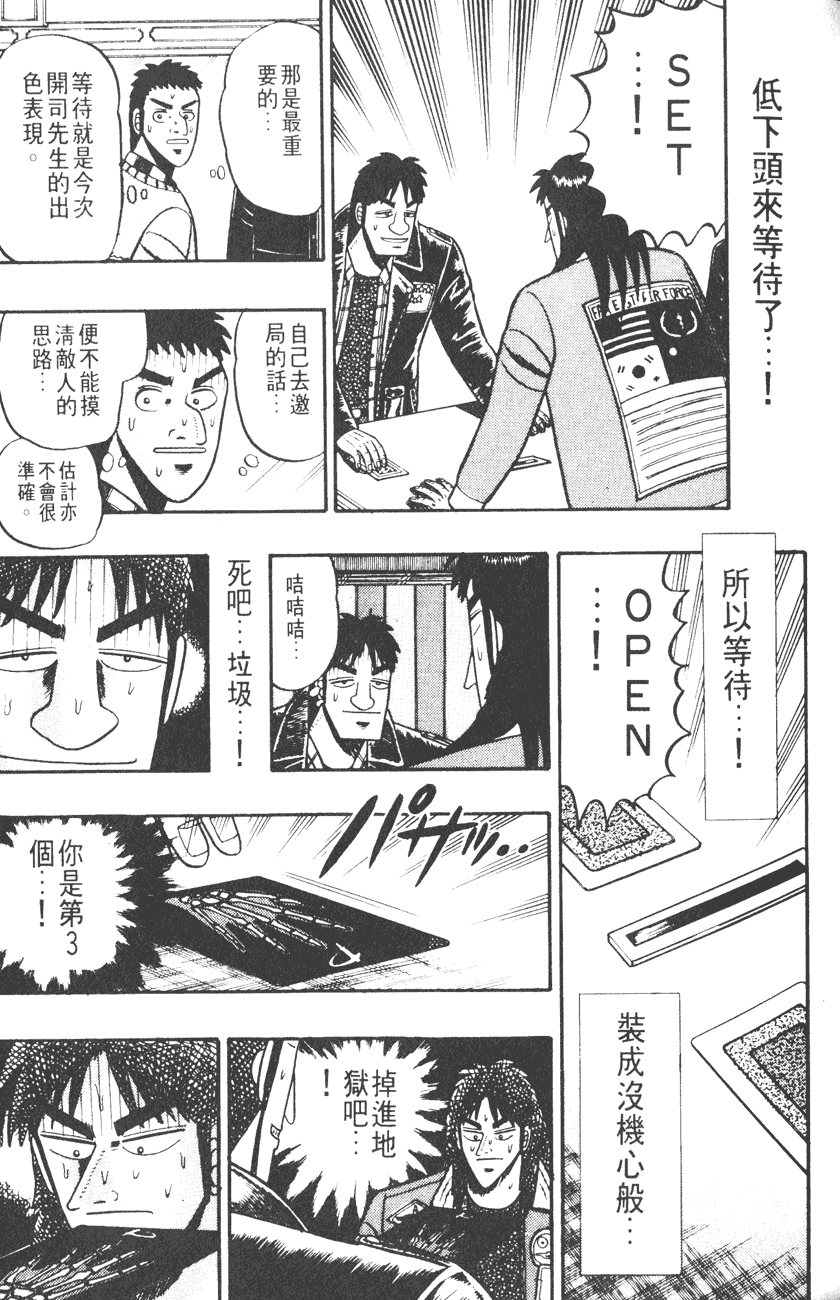 低下頭來等待了…！
SET
…！
那是最重
要的…
等待就是今次
開司先生的出
色表現。
自己去邀
局的話…
便不能摸
清敵人的
思路…
估計亦
不會很
準確。
所以等待…！
OPEN
…！
裝成沒機心般…
咭咭咭…
死吧…垃圾…！
パサッ‥
你是第3
個…！
掉進地
獄吧…
！